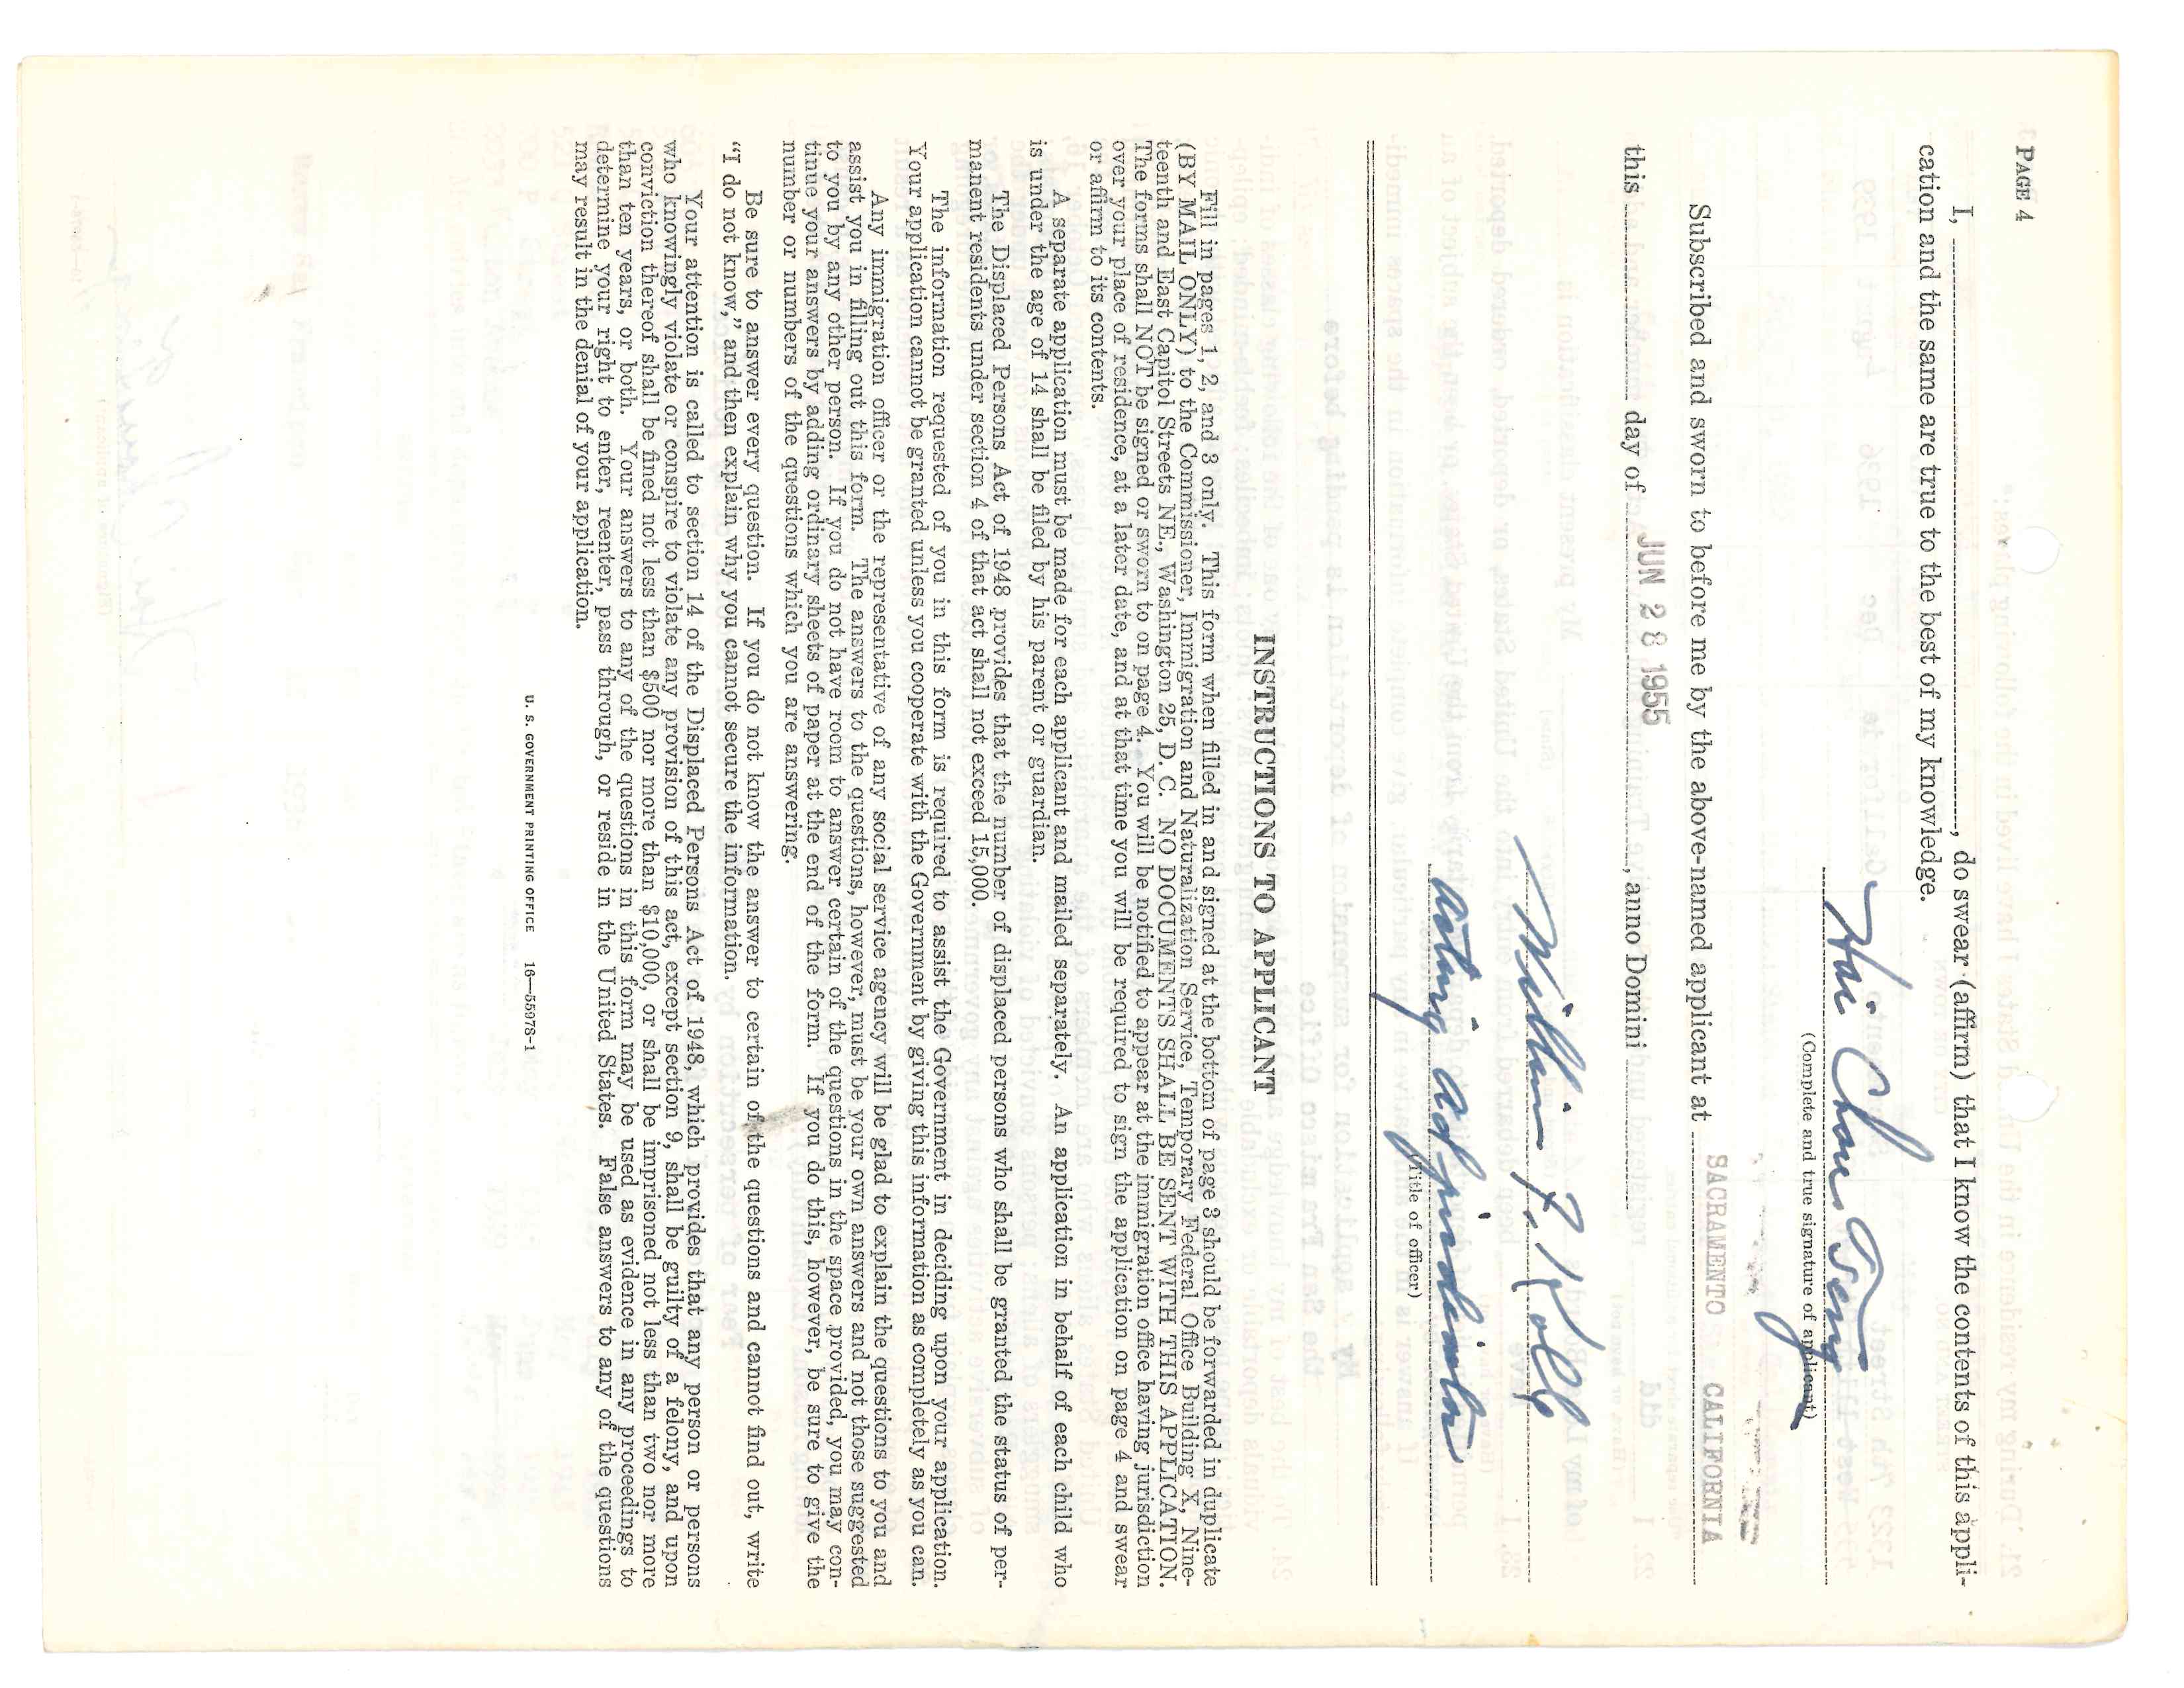 PAGE 4
I, ______, do swear (affirm) that I know the contents of this appli-
cation and the same are true to the best of my knowledge.
Hai Chou Tseng
(Complete and true signature of applicant)
Subscribed and sworn to before me by the above-named applicant at SACRAMENTO CALIFORNIA
this ______ day of JUN 28 1955, anno Domini ______
William F. Kolb
Acting Adjudicator
(Title of officer)
INSTRUCTIONS TO APPLICANT
Fill in pages 1, 2, and 3 only. This form when filled in and signed at the bottom of page 3 should be forwarded in duplicate
(BY MAIL ONLY) to the Commissioner, Immigration and Naturalization Service, Temporary Federal Office Building X, Nine-
teenth and East Capitol Streets NE., Washington 25, D. C. NO DOCUMENTS SHALL BE SENT WITH THIS APPLICATION.
The forms shall NOT be signed or sworn to on page 4. You will be notified to appear at the immigration office having jurisdiction
over your place of residence, at a later date, and at that time you will be required to sign the application on page 4 and swear
or affirm to its contents.
A separate application must be made for each applicant and mailed separately. An application in behalf of each child who
is under the age of 14 shall be filed by his parent or guardian.
The Displaced Persons Act of 1948 provides that the number of displaced persons who shall be granted the status of per-
manent residents under section 4 of that act shall not exceed 15,000.
The information requested of you in this form is required to assist the Government in deciding upon your application.
Your application cannot be granted unless you cooperate with the Government by giving this information as completely as you can.
Any immigration officer or the representative of any social service agency will be glad to explain the questions to you and
assist you in filling out this form. The answers to the questions, however, must be your own answers and not those suggested
to you by any other person. If you do not have room to answer certain of the questions in the space provided, you may con-
tinue your answers by adding ordinary sheets of paper at the end of the form. If you do this, however, be sure to give the
number or numbers of the questions which you are answering.
Be sure to answer every question. If you do not know the answer to certain of the questions and cannot find out, write
“I do not know,” and then explain why you cannot secure the information.
Your attention is called to section 14 of the Displaced Persons Act of 1948, which provides that any person or persons
who knowingly violate or conspire to violate any provision of this act, except section 9, shall be guilty of a felony, and upon
conviction thereof shall be fined not less than $500 nor more than $10,000, or shall be imprisoned not less than two nor more
than ten years, or both. Your answers to any of the questions in this form may be used as evidence in any proceedings to
determine your right to enter, reenter, pass through, or reside in the United States. False answers to any of the questions
may result in the denial of your application.
U. S. GOVERNMENT PRINTING OFFICE 16—55978-1